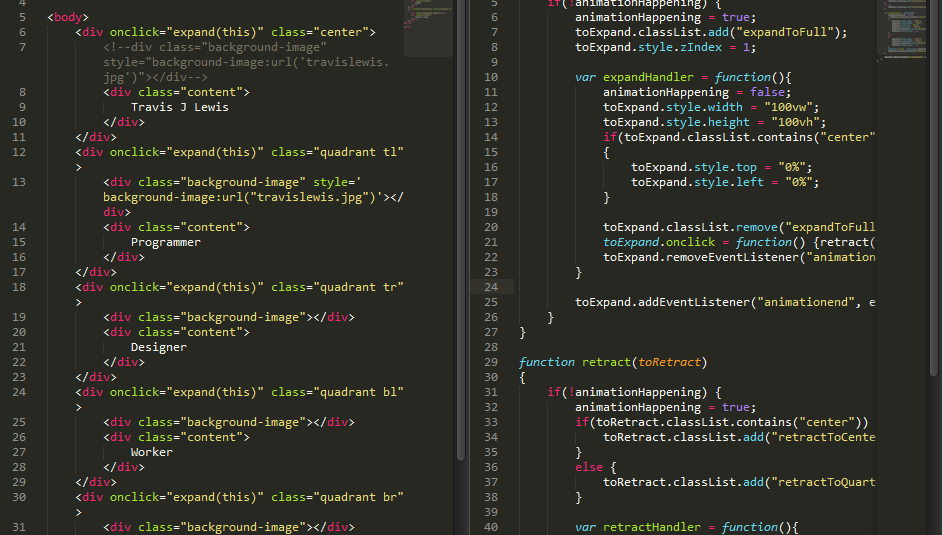 4
5 <body>
6 <div onclick="expand(this)" class="center">
7 <!--div class="background-image"
style="background-image:url('travislewis.
jpg')"></div-->
8 <div class="content">
9 Travis J Lewis
10 </div>
11 </div>
12 <div onclick="expand(this)" class="quadrant tl"
>
13 <div class="background-image" style='
background-image:url("travislewis.jpg")'></
div>
14 <div class="content">
15 Programmer
16 </div>
17 </div>
18 <div onclick="expand(this)" class="quadrant tr"
>
19 <div class="background-image"></div>
20 <div class="content">
21 Designer
22 </div>
23 </div>
24 <div onclick="expand(this)" class="quadrant bl"
>
25 <div class="background-image"></div>
26 <div class="content">
27 Worker
28 </div>
29 </div>
30 <div onclick="expand(this)" class="quadrant br"
>
31 <div class="background-image"></div>
5 if(!animationHappening) {
6 animationHappening = true;
7 toExpand.classList.add("expandToFull");
8 toExpand.style.zIndex = 1;
9
10 var expandHandler = function(){
11 animationHappening = false;
12 toExpand.style.width = "100vw";
13 toExpand.style.height = "100vh";
14 if(toExpand.classList.contains("center"
15 {
16 toExpand.style.top = "0%";
17 toExpand.style.left = "0%";
18 }
19
20 toExpand.classList.remove("expandToFull
21 toExpand.onclick = function() {retract(
22 toExpand.removeEventListener("animation
23 }
24
25 toExpand.addEventListener("animationend", e
26 }
27 }
28
29 function retract(toRetract)
30 {
31 if(!animationHappening) {
32 animationHappening = true;
33 if(toRetract.classList.contains("center"))
34 toRetract.classList.add("retractToCente
35 }
36 else {
37 toRetract.classList.add("retractToQuart
38 }
39
40 var retractHandler = function(){